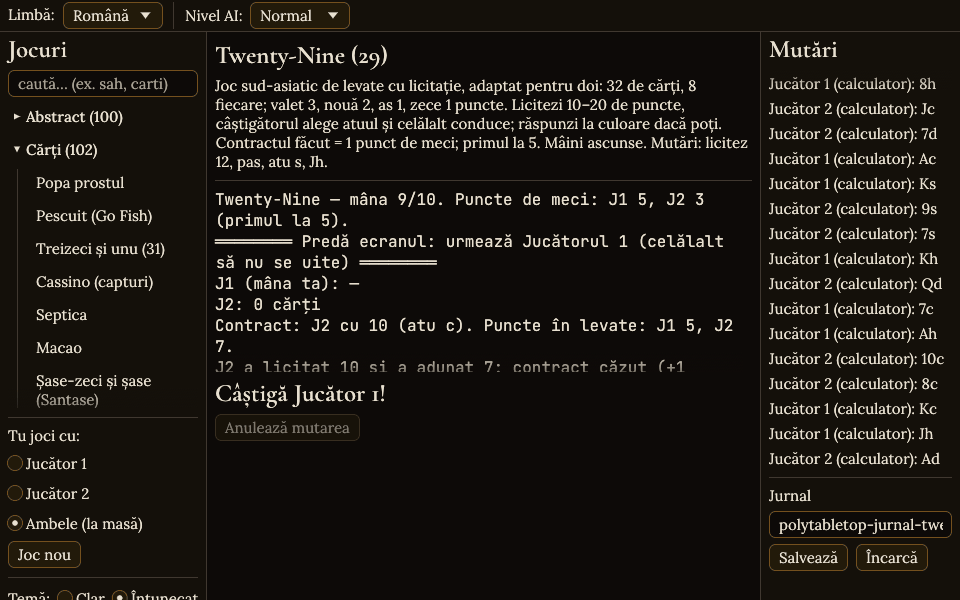 Limbă: Română ▼ Nivel AI: Normal ▼
Jocuri
caută... (ex. sah, carti)
▸ Abstract (100)
▾ Cărți (102)
Popa prostul
Pescuit (Go Fish)
Treizeci și unu (31)
Cassino (capturi)
Septica
Macao
Șase-zeci și șase
(Santase)
Tu joci cu:
Jucător 1
Jucător 2
Ambele (la masă)
Joc nou
Temă: Clar Întunecat
Twenty-Nine (29)
Joc sud-asiatic de levate cu licitație, adaptat pentru doi: 32 de cărți, 8
fiecare; valet 3, nouă 2, as 1, zece 1 puncte. Licitezi 10–20 de puncte,
câștigătorul alege atuul și celălalt conduce; răspunzi la culoare dacă poți.
Contractul făcut = 1 punct de meci; primul la 5. Mâini ascunse. Mutări: licitez
12, pas, atu s, Jh.
Twenty-Nine — mâna 9/10. Puncte de meci: J1 5, J2 3
(primul la 5).
════════ Predă ecranul: urmează Jucătorul 1 (celălalt
să nu se uite) ════════
J1 (mâna ta): —
J2: 0 cărți
Contract: J2 cu 10 (atu c). Puncte în levate: J1 5, J2
7.
J2 a licitat 10 și a adunat 7: contract căzut (+1
Câștigă Jucător 1!
Anulează mutarea
Mutări
Jucător 1 (calculator): 8h
Jucător 2 (calculator): Jc
Jucător 2 (calculator): 7d
Jucător 1 (calculator): Ac
Jucător 1 (calculator): Ks
Jucător 2 (calculator): 9s
Jucător 2 (calculator): 7s
Jucător 1 (calculator): Kh
Jucător 2 (calculator): Qd
Jucător 1 (calculator): 7c
Jucător 1 (calculator): Ah
Jucător 2 (calculator): 10c
Jucător 2 (calculator): 8c
Jucător 1 (calculator): Kc
Jucător 1 (calculator): Jh
Jucător 2 (calculator): Ad
Jurnal
polytabletop-jurnal-twe
Salvează Încarcă